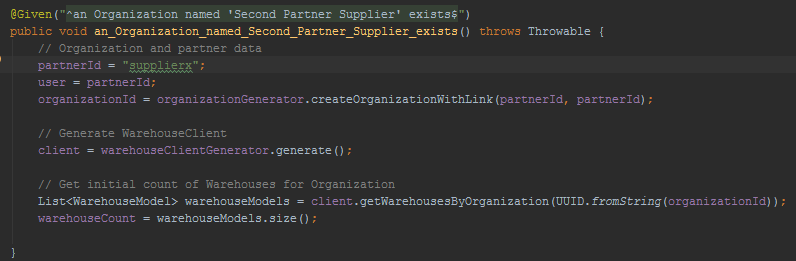 @Given("^an Organization named 'Second Partner Supplier' exists$")
public void an_Organization_named_Second_Partner_Supplier_exists() throws Throwable {
    // Organization and partner data
    partnerId = "supplierx";
    user = partnerId;
    organizationId = organizationGenerator.createOrganizationWithLink(partnerId, partnerId);

    // Generate WarehouseClient
    client = warehouseClientGenerator.generate();

    // Get initial count of Warehouses for Organization
    List<WarehouseModel> warehouseModels = client.getWarehousesByOrganization(UUID.fromString(organizationId));
    warehouseCount = warehouseModels.size();

}